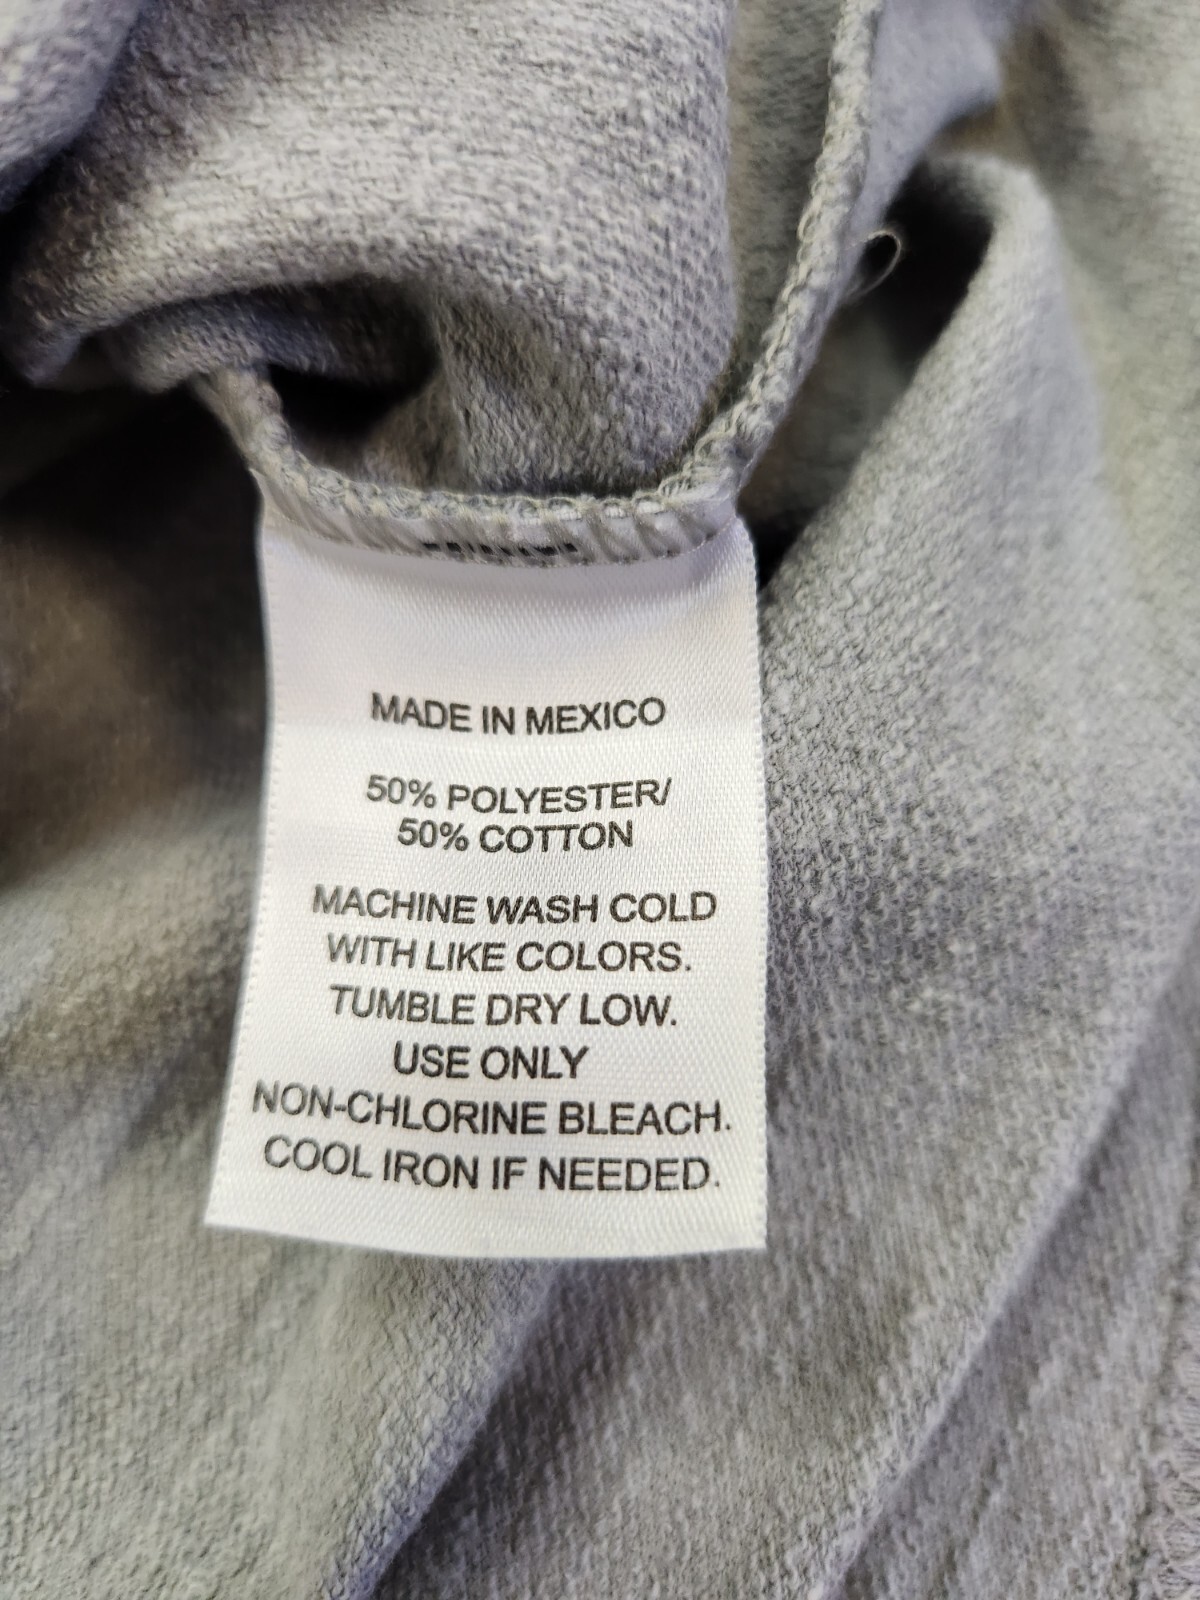 MADE IN MEXICO
50% POLYESTER/
50% COTTON
MACHINE WASH COLD
WITH LIKE COLORS.
TUMBLE DRY LOW.
USE ONLY
NON-CHLORINE BLEACH.
COOL IRON IF NEEDED.